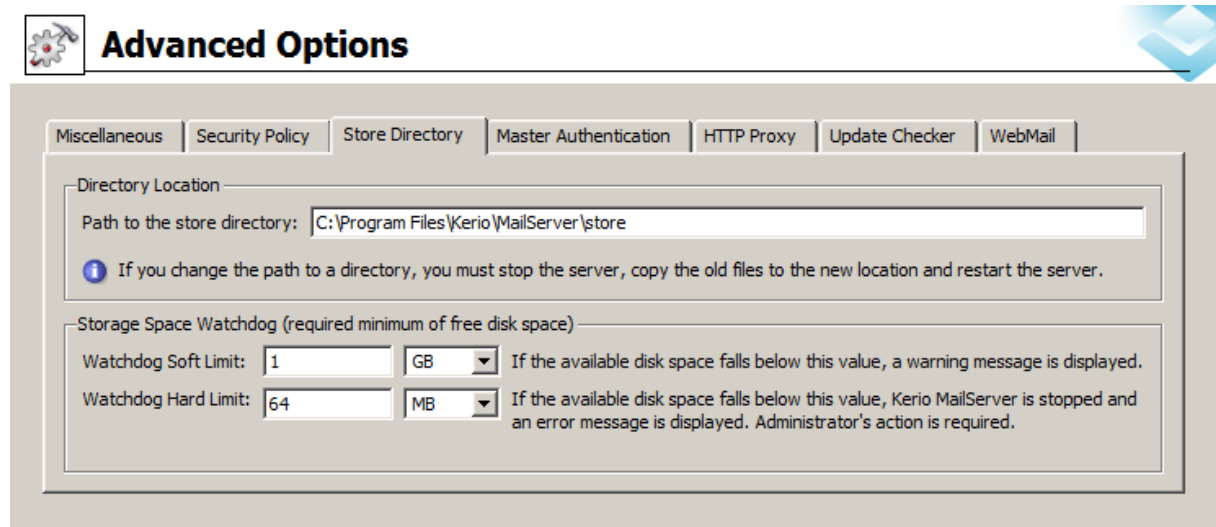 Advanced Options
Miscellaneous Security Policy Store Directory Master Authentication HTTP Proxy Update Checker WebMail
Directory Location
Path to the store directory: C:\Program Files\Kerio\MailServer\store
If you change the path to a directory, you must stop the server, copy the old files to the new location and restart the server.
Storage Space Watchdog (required minimum of free disk space)
Watchdog Soft Limit: 1 GB If the available disk space falls below this value, a warning message is displayed.
Watchdog Hard Limit: 64 MB If the available disk space falls below this value, Kerio MailServer is stopped and
an error message is displayed. Administrator's action is required.